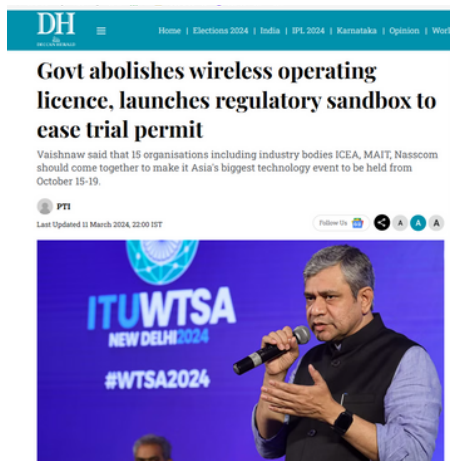 DH
DECCAN HERALD
Home | Elections 2024 | India | IPL 2024 | Karnataka | Opinion | Worl
Govt abolishes wireless operating
licence, launches regulatory sandbox to
ease trial permit
Vaishnaw said that 15 organisations including industry bodies ICEA, MAIT, Nasscom
should come together to make it Asia's biggest technology event to be held from
October 15-19.
PTI
Last Updated 11 March 2024, 22:00 IST
Follow Us
A A A
ITUWTSA
NEW DELHI2024
#WTSA2024